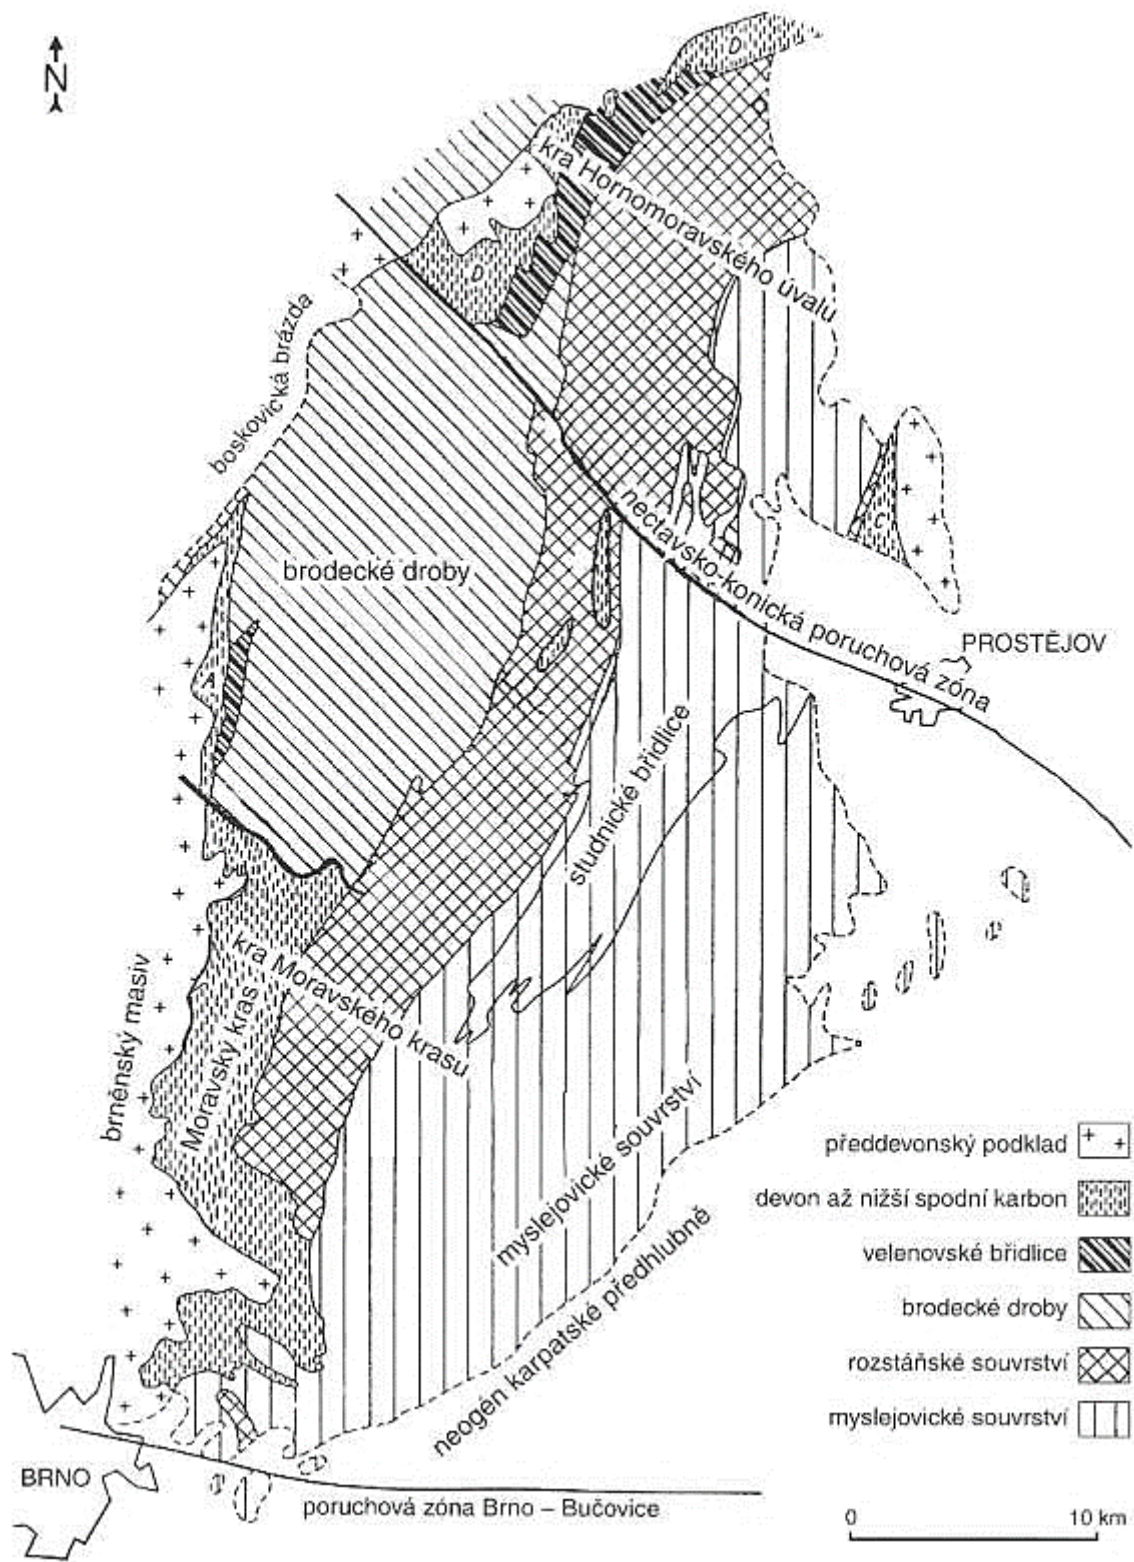 N
D
kra Hornomoravského úvalu
D
boskovická brázda
nectavsko-konická poruchová zóna
C
brodecké droby
PROSTĚJOV
A
studnické břidlice
kra Moravského krasu
brněnský masiv
Moravský kras
myslejovické souvrství
neogén karpatské předhlubně
předdevonský podklad
devon až nižší spodní karbon
velenovské břidlice
brodecké droby
rozstáňské souvrství
myslejovické souvrství
BRNO
poruchová zóna Brno – Bučovice
0 10 km